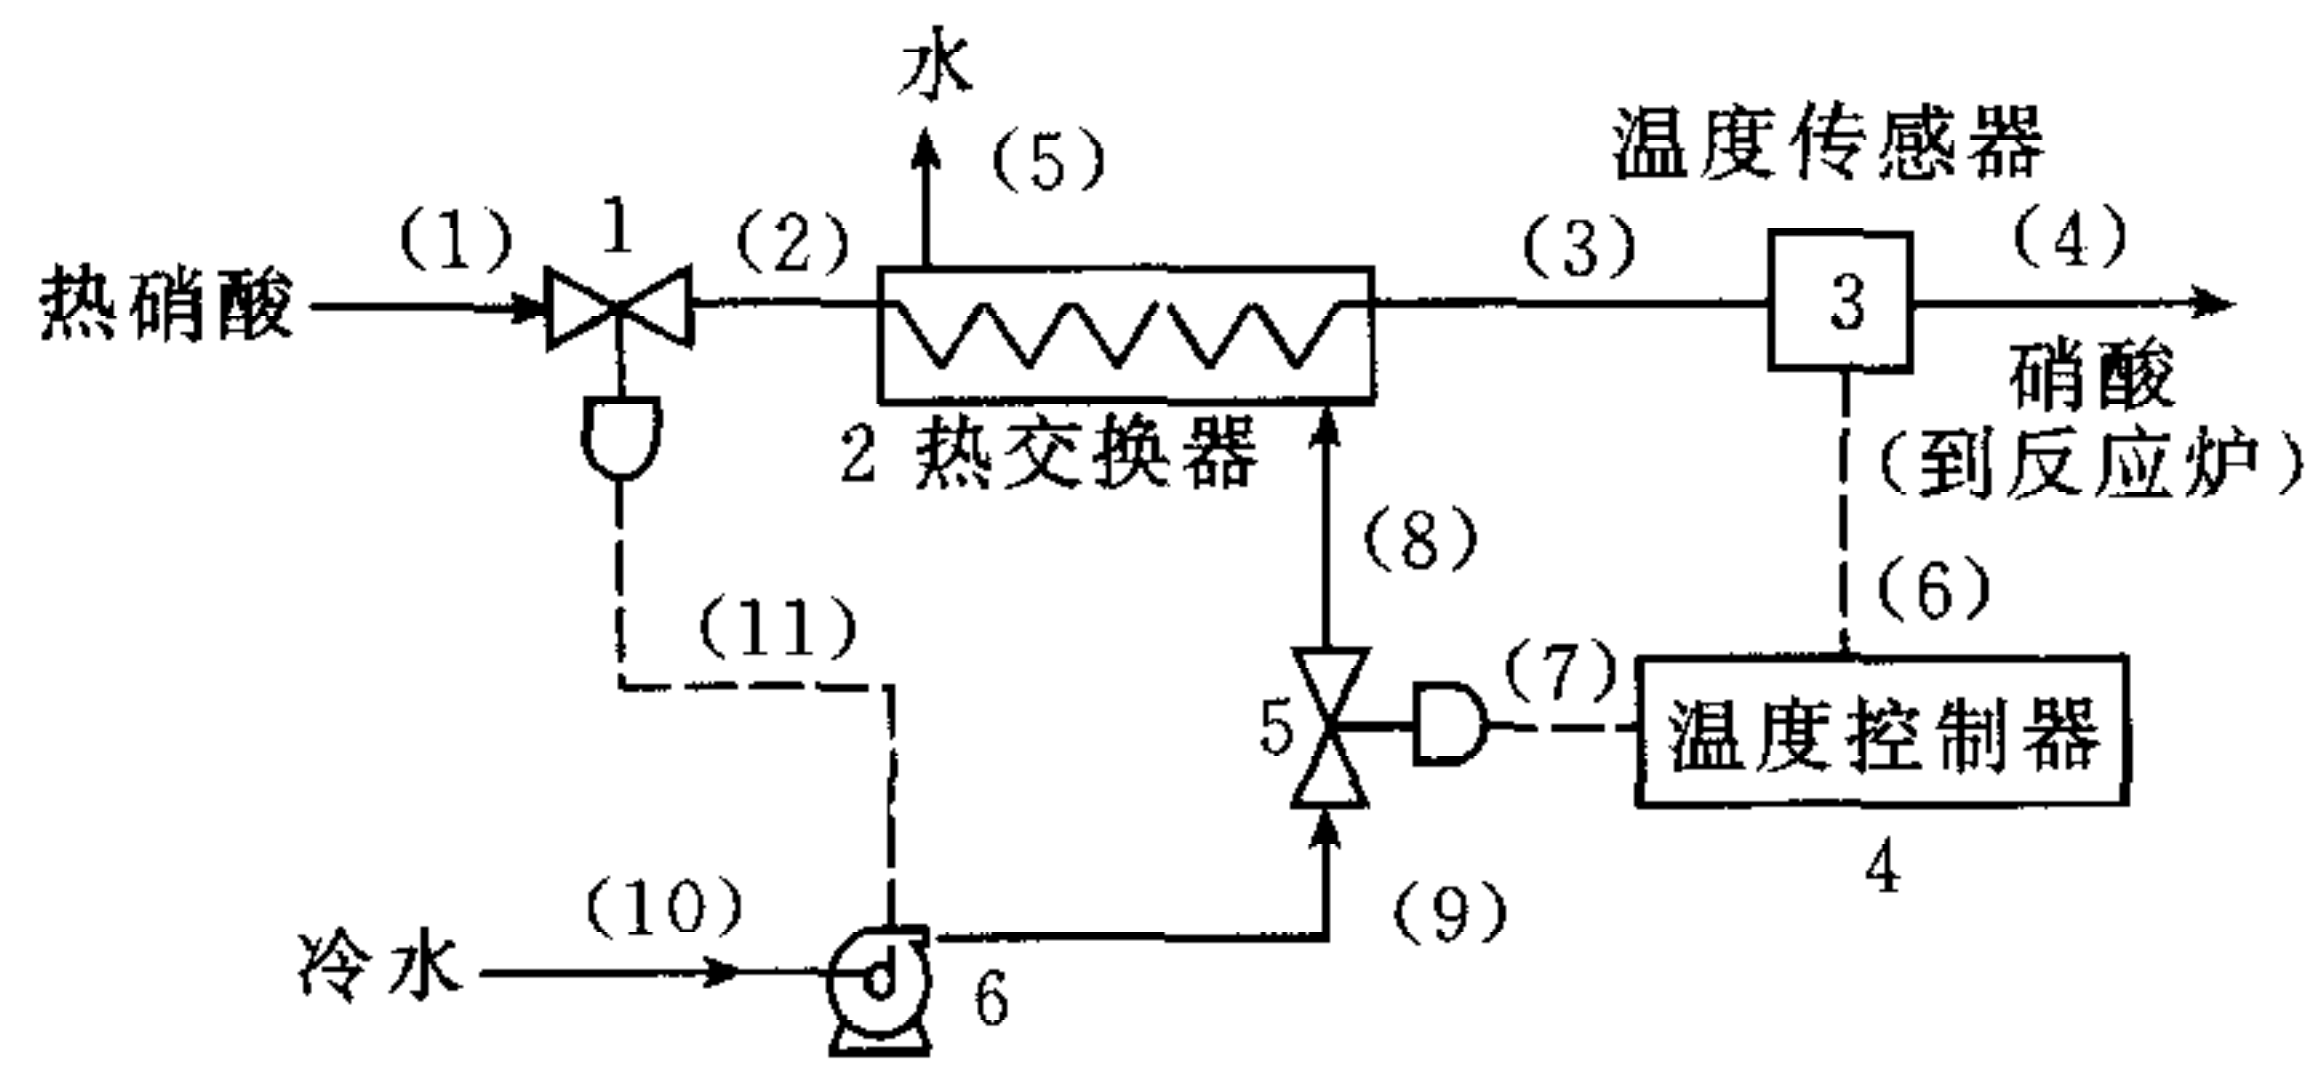 水
(5)
温度传感器
(1)
1
(2)
(3)
(4)
热硝酸
3
硝酸
(到反应炉)
2 热交换器
(8)
(6)
(11)
(7)
5
温度控制器
4
(10)
(9)
冷水
6